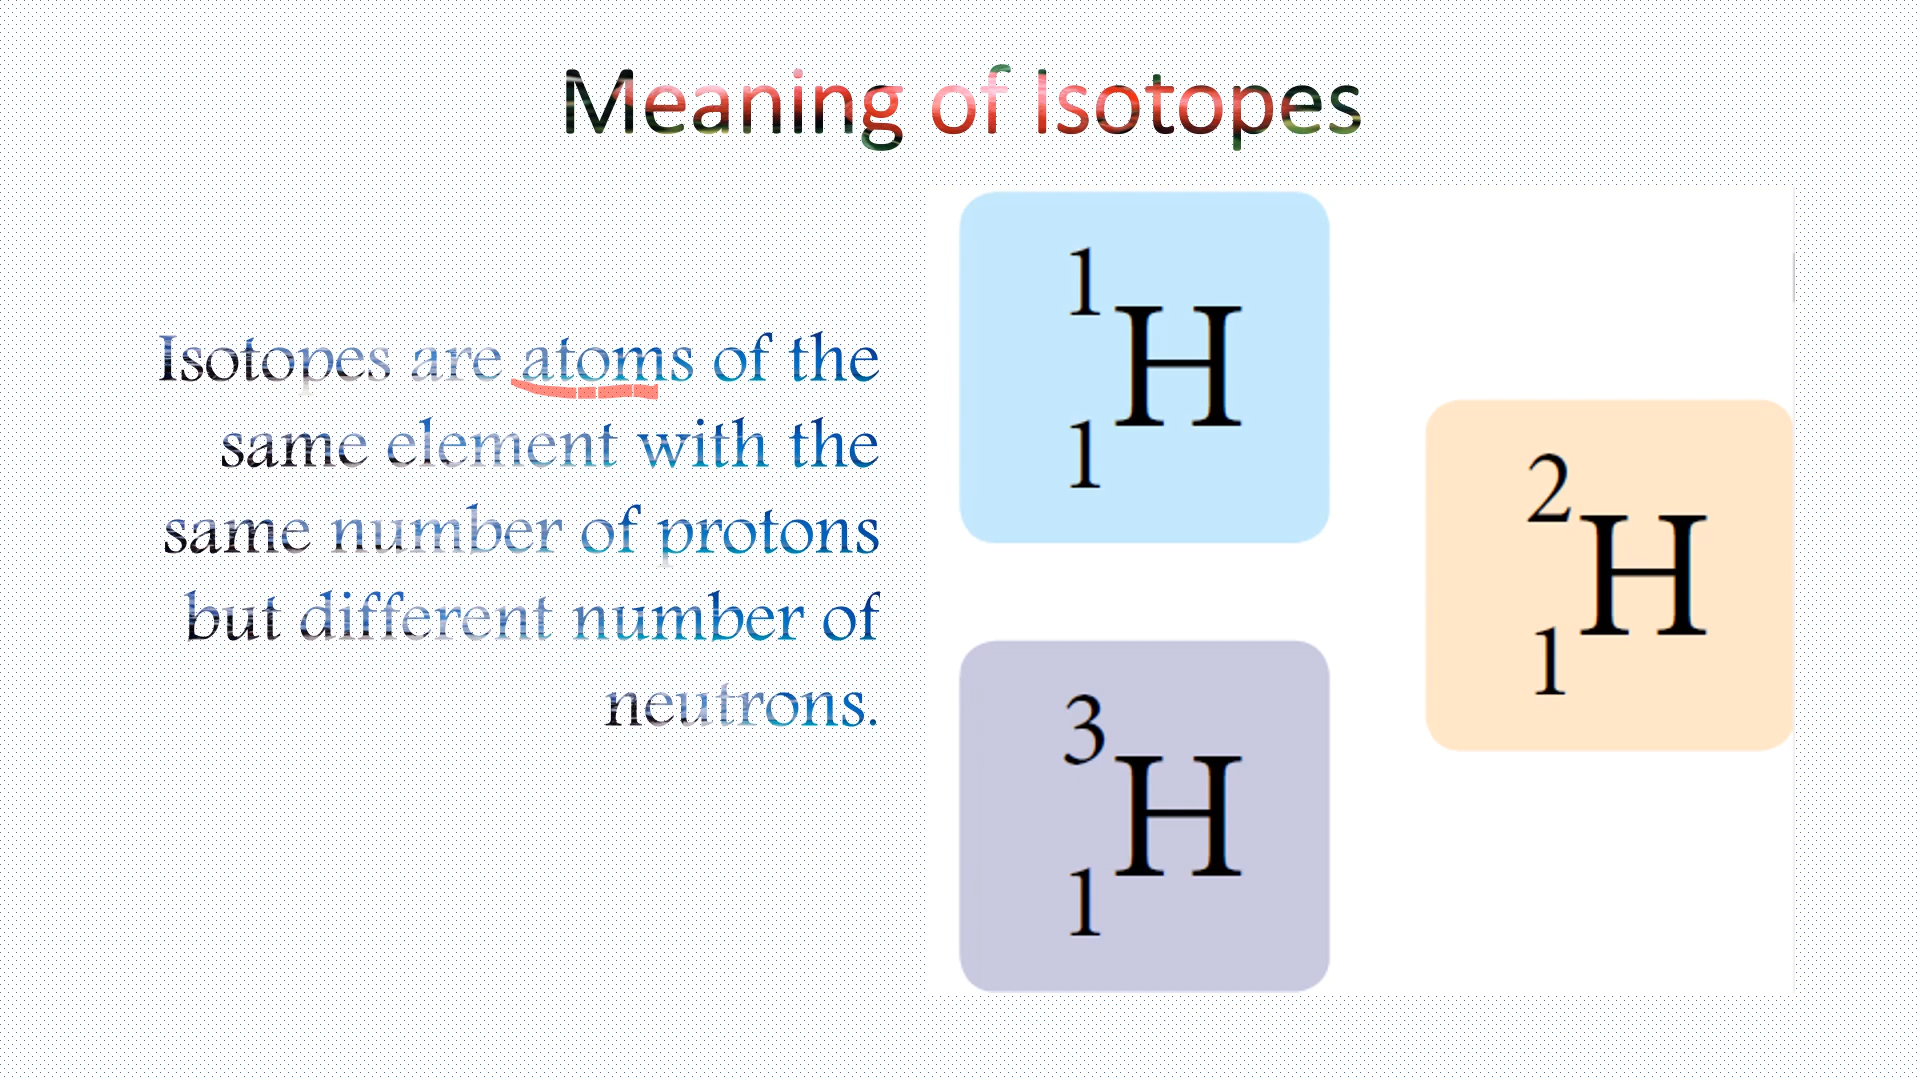 Meaning of Isotopes
Isotopes are atoms of the
same element with the
same number of protons
but different number of
neutrons.
1
H
1
2
H
1
3
H
1